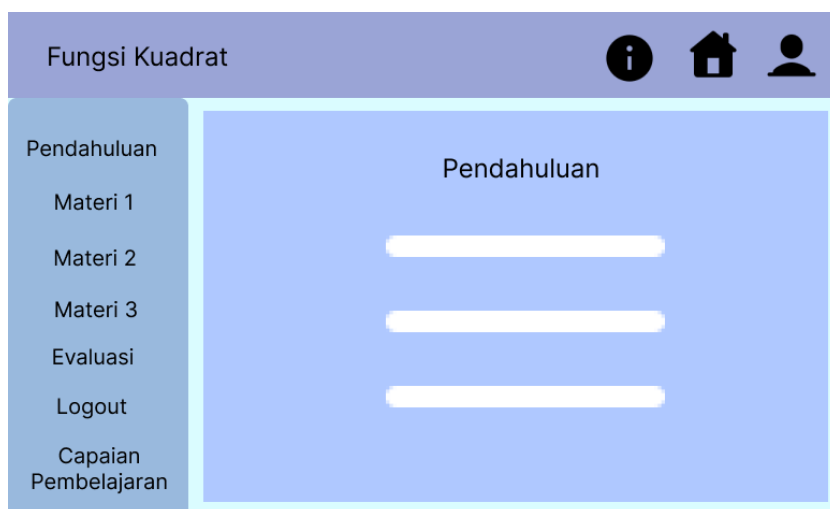 Fungsi Kuadrat
Pendahuluan
Materi 1
Materi 2
Materi 3
Evaluasi
Logout
Capaian
Pembelajaran
Pendahuluan